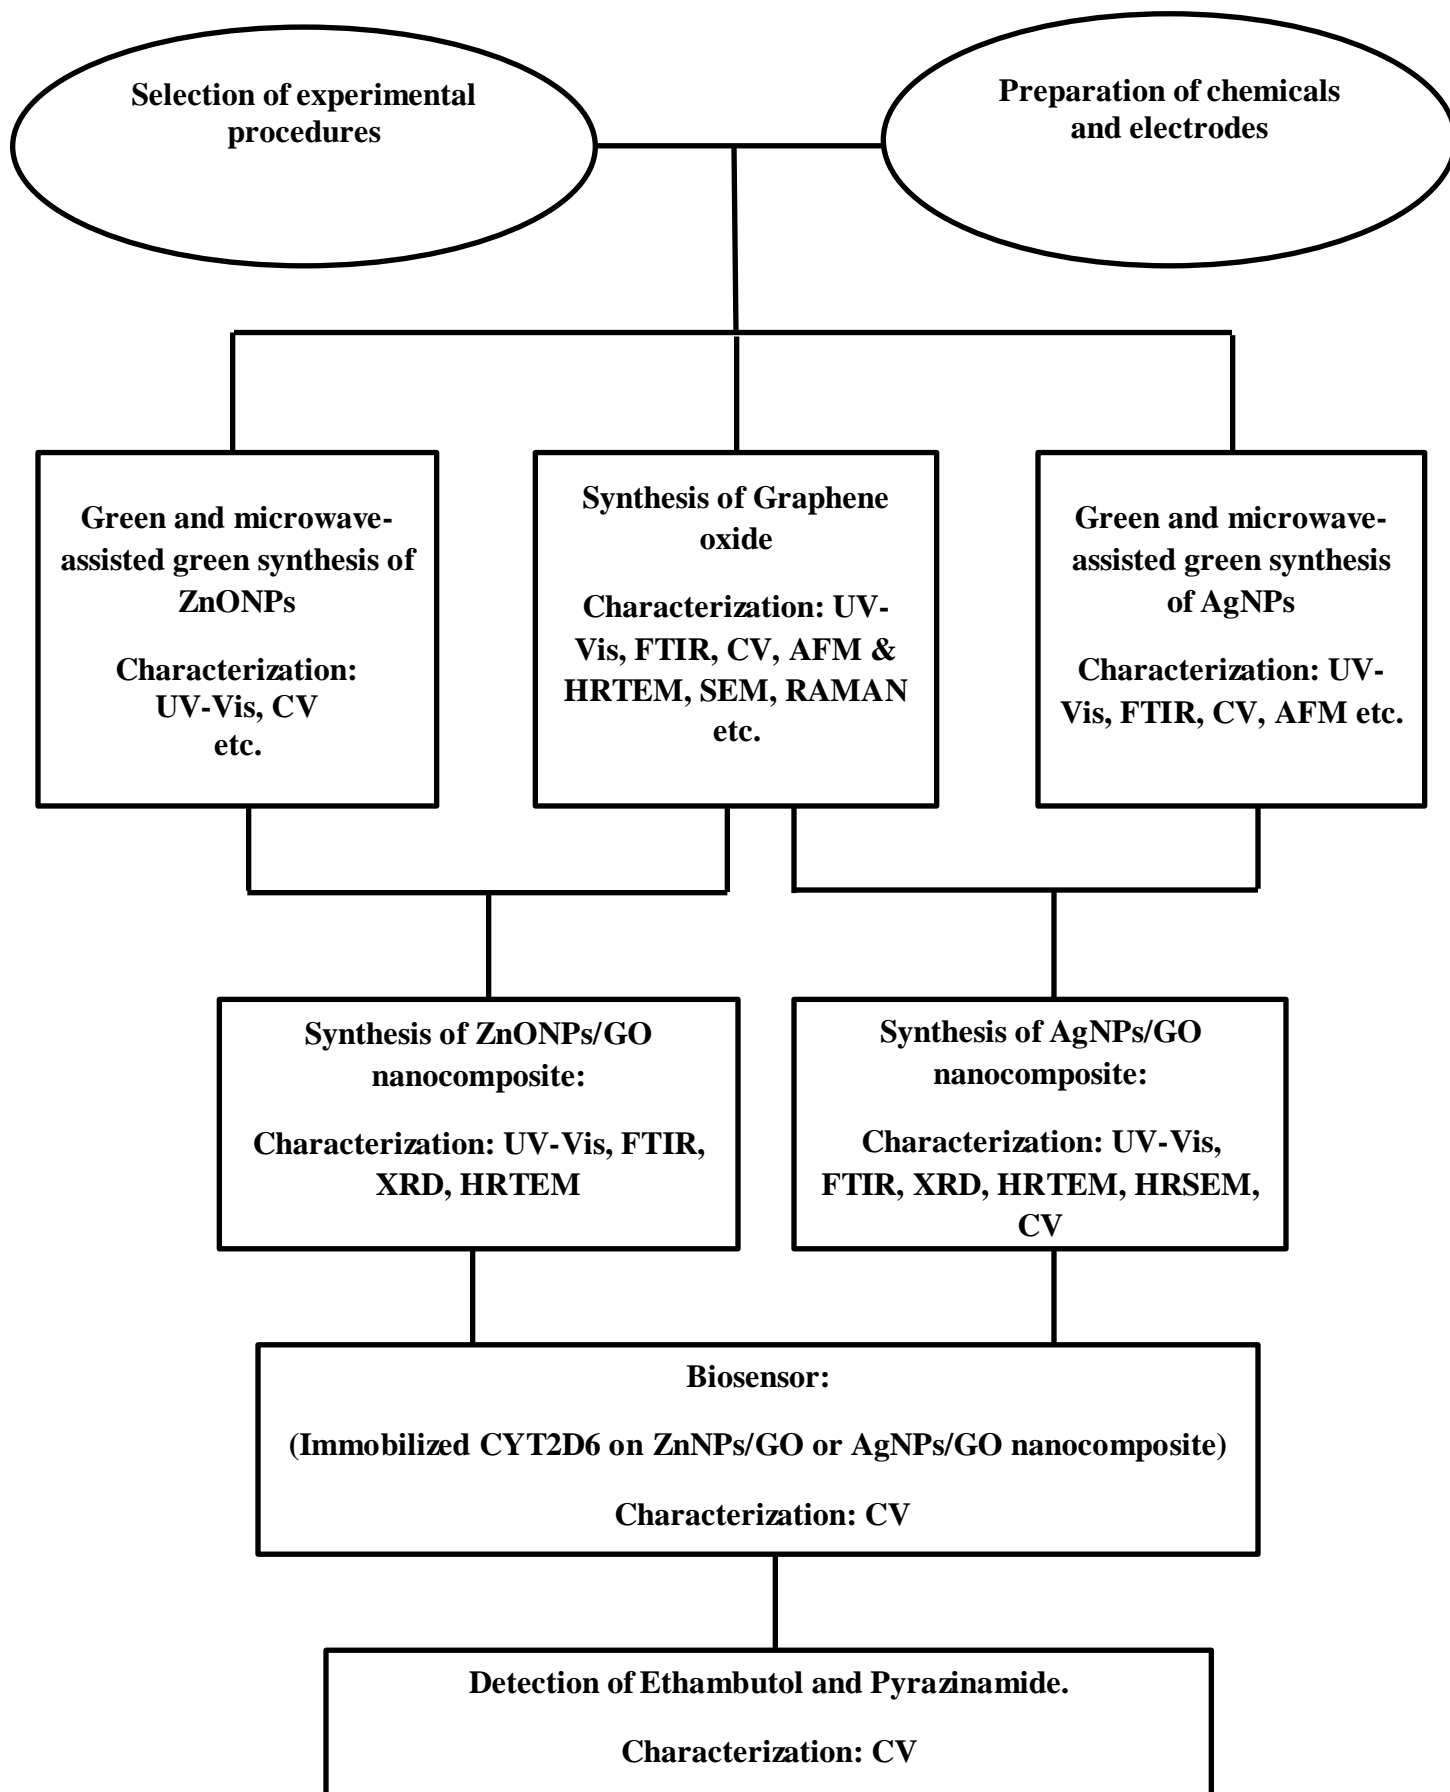 Selection of experimental
procedures
Preparation of chemicals
and electrodes
Green and microwave-
assisted green synthesis of
ZnONPs
Characterization:
UV-Vis, CV
etc.
Synthesis of Graphene
oxide
Characterization: UV-
Vis, FTIR, CV, AFM &
HRTEM, SEM, RAMAN
etc.
Green and microwave-
assisted green synthesis
of AgNPs
Characterization: UV-
Vis, FTIR, CV, AFM etc.
Synthesis of ZnONPs/GO
nanocomposite:
Characterization: UV-Vis, FTIR,
XRD, HRTEM
Synthesis of AgNPs/GO
nanocomposite:
Characterization: UV-Vis,
FTIR, XRD, HRTEM, HRSEM,
CV
Biosensor:
(Immobilized CYT2D6 on ZnNPs/GO or AgNPs/GO nanocomposite)
Characterization: CV
Detection of Ethambutol and Pyrazinamide.
Characterization: CV